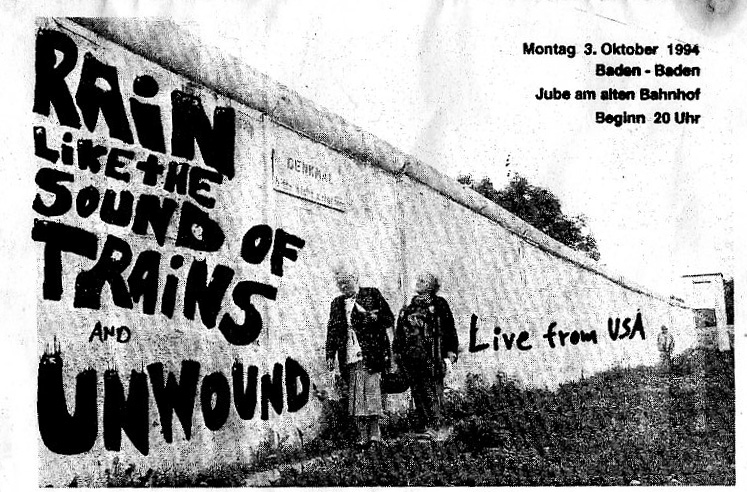 RAiN
LiKE tHE
SOUND OF
TRAiNS
AND
UNWOUND
Montag 3. Oktober 1994
Baden - Baden
Jube am alten Bahnhof
Beginn 20 Uhr
DENKMAL
Live from USA